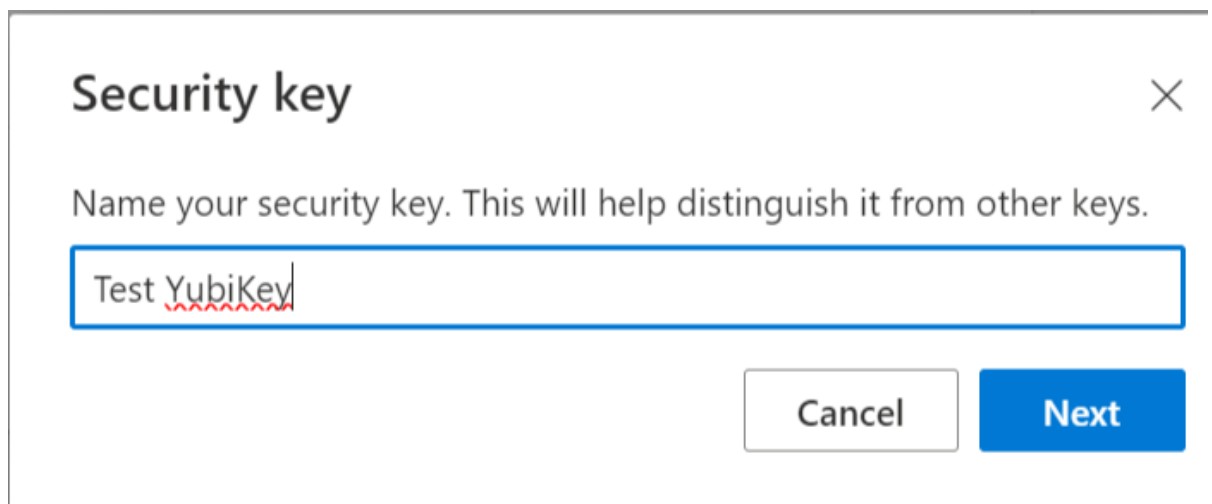 Security key
Name your security key. This will help distinguish it from other keys.
Test YubiKey
Cancel Next